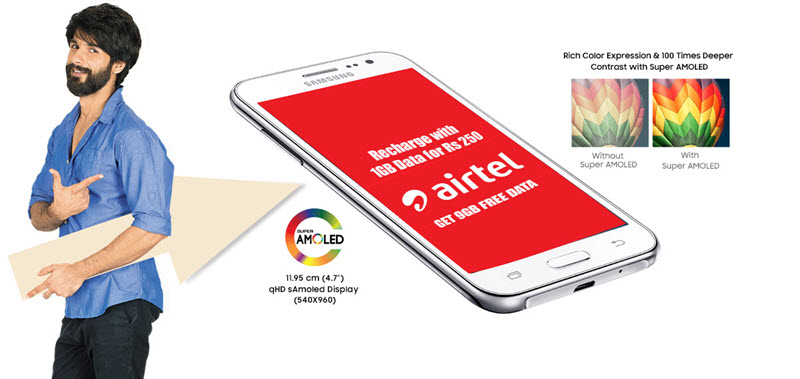 Rich Color Expression & 100 Times Deeper
Contrast with Super AMOLED
Without
Super AMOLED
With
Super AMOLED
SAMSUNG
Recharge with
1GB Data for Rs 250
airtel
GET 9GB FREE DATA
SUPER
AMOLED
11.95 cm (4.7")
qHD sAmoled Display
(540X960)